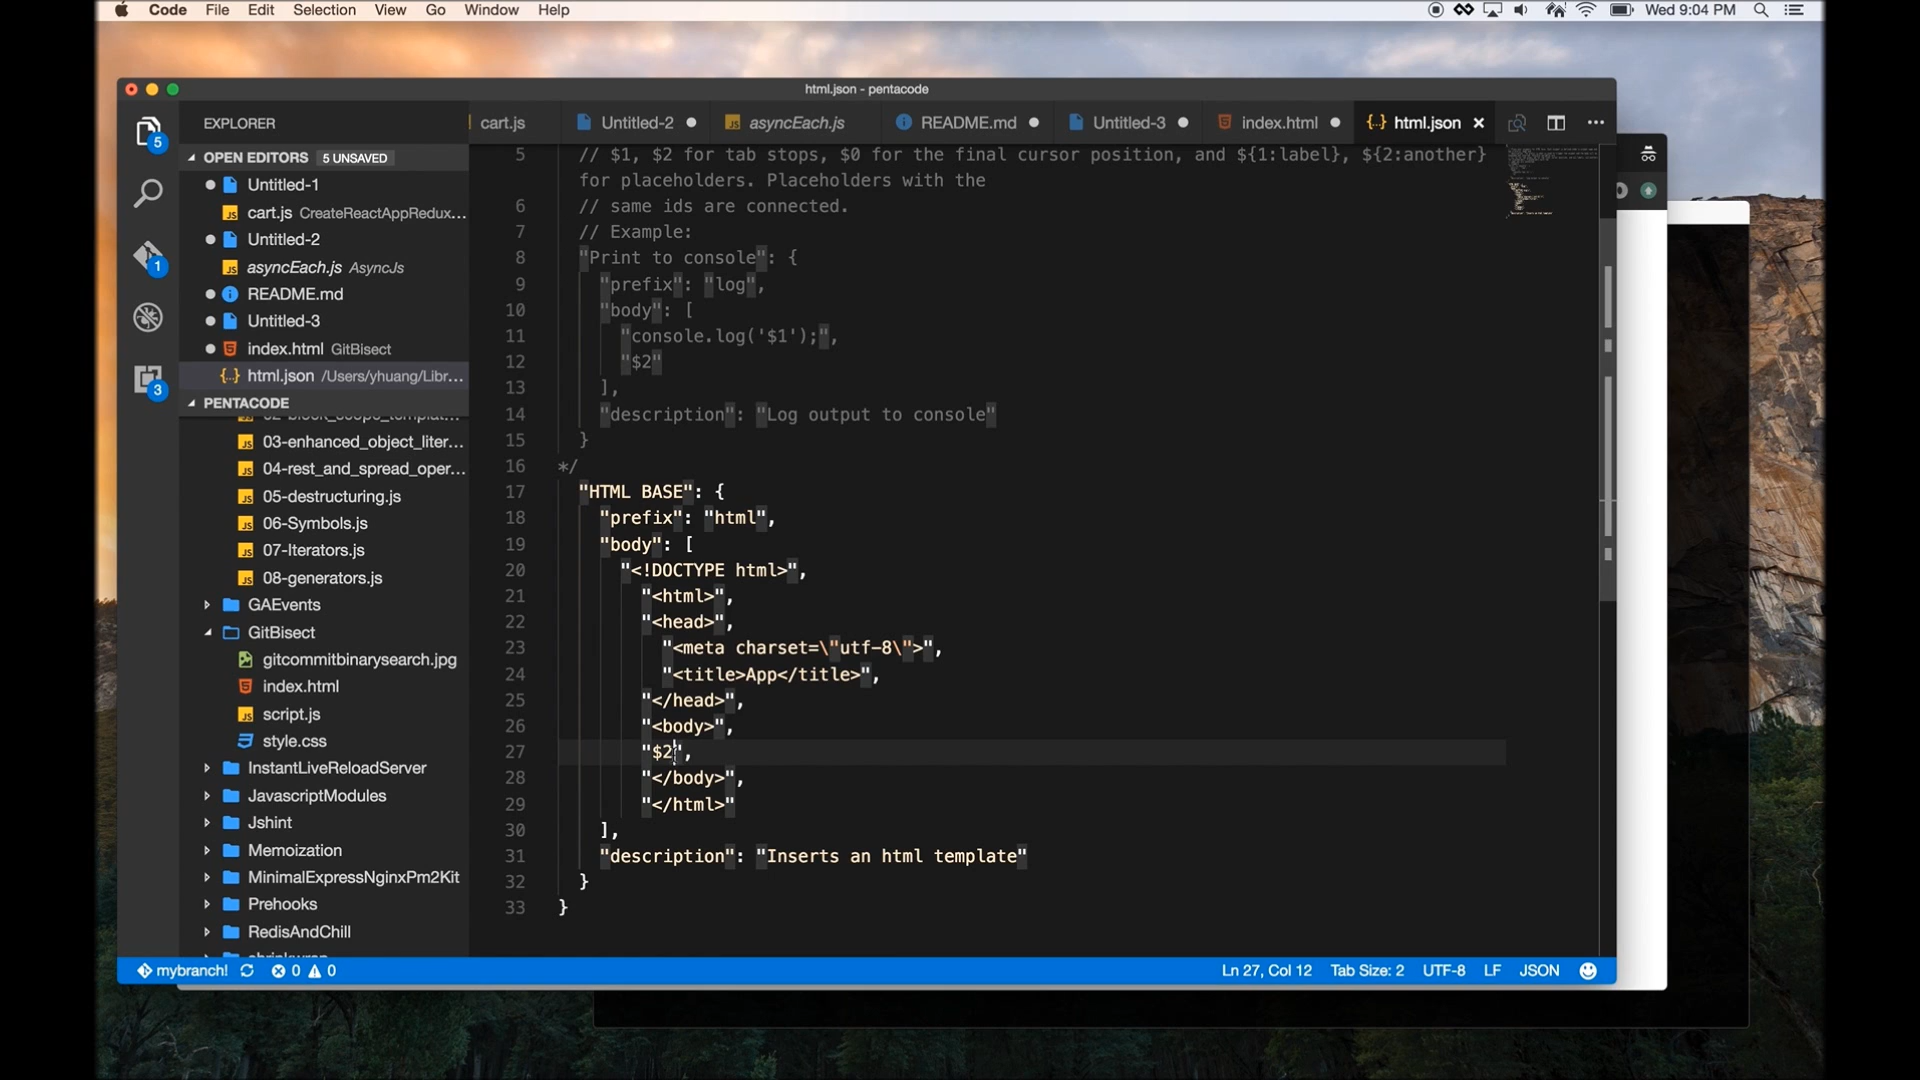 Code File Edit Selection View Go Window Help
Wed 9:04 PM
html.json - pentacode
EXPLORER
cart.js Untitled-2 asyncEach.js README.md Untitled-3 index.html html.json
OPEN EDITORS 5 UNSAVED
Untitled-1
cart.js CreateReactAppRedux...
Untitled-2
asyncEach.js AsyncJs
README.md
Untitled-3
index.html GitBisect
html.json /Users/yhuang/Libr...
PENTACODE
03-enhanced_object_liter...
04-rest_and_spread_oper...
05-destructuring.js
06-Symbols.js
07-Iterators.js
08-generators.js
GAEvents
GitBisect
gitcommitbinarysearch.jpg
index.html
script.js
style.css
InstantLiveReloadServer
JavascriptModules
Jshint
Memoization
MinimalExpressNginxPm2Kit
Prehooks
RedisAndChill
5
1
3
5 // $1, $2 for tab stops, $0 for the final cursor position, and ${1:label}, ${2:another}
for placeholders. Placeholders with the
6 // same ids are connected.
7 // Example:
8 "Print to console": {
9 "prefix": "log",
10 "body": [
11 "console.log('$1');",
12 "$2"
13 ],
14 "description": "Log output to console"
15 }
16 */
17 "HTML BASE": {
18 "prefix": "html",
19 "body": [
20 "<!DOCTYPE html>",
21 "<html>",
22 "<head>",
23 "<meta charset=\"utf-8\">",
24 "<title>App</title>",
25 "</head>",
26 "<body>",
27 "$2",
28 "</body>",
29 "</html>"
30 ],
31 "description": "Inserts an html template"
32 }
33 }
mybranch! 0 0 Ln 27, Col 12 Tab Size: 2 UTF-8 LF JSON